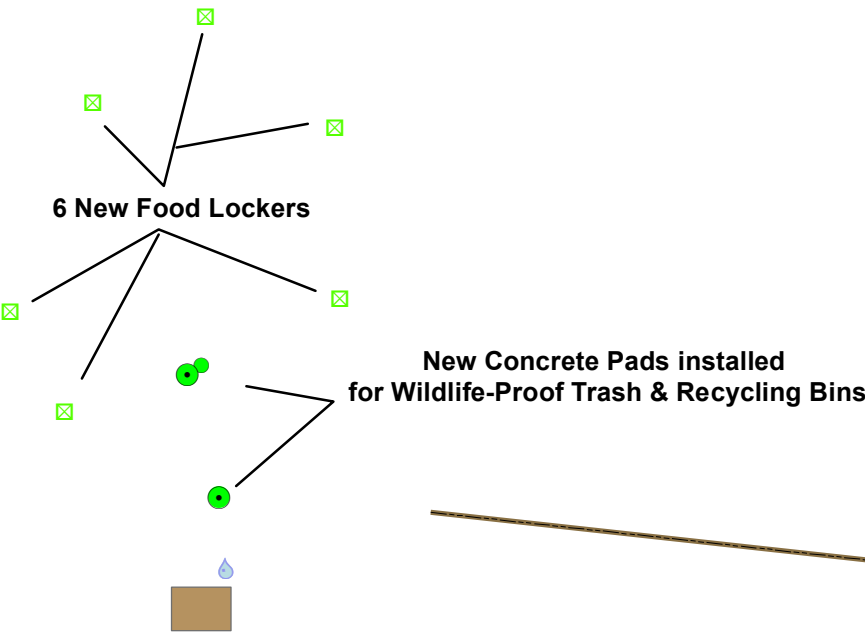 6 New Food Lockers
New Concrete Pads installed
for Wildlife-Proof Trash & Recycling Bins